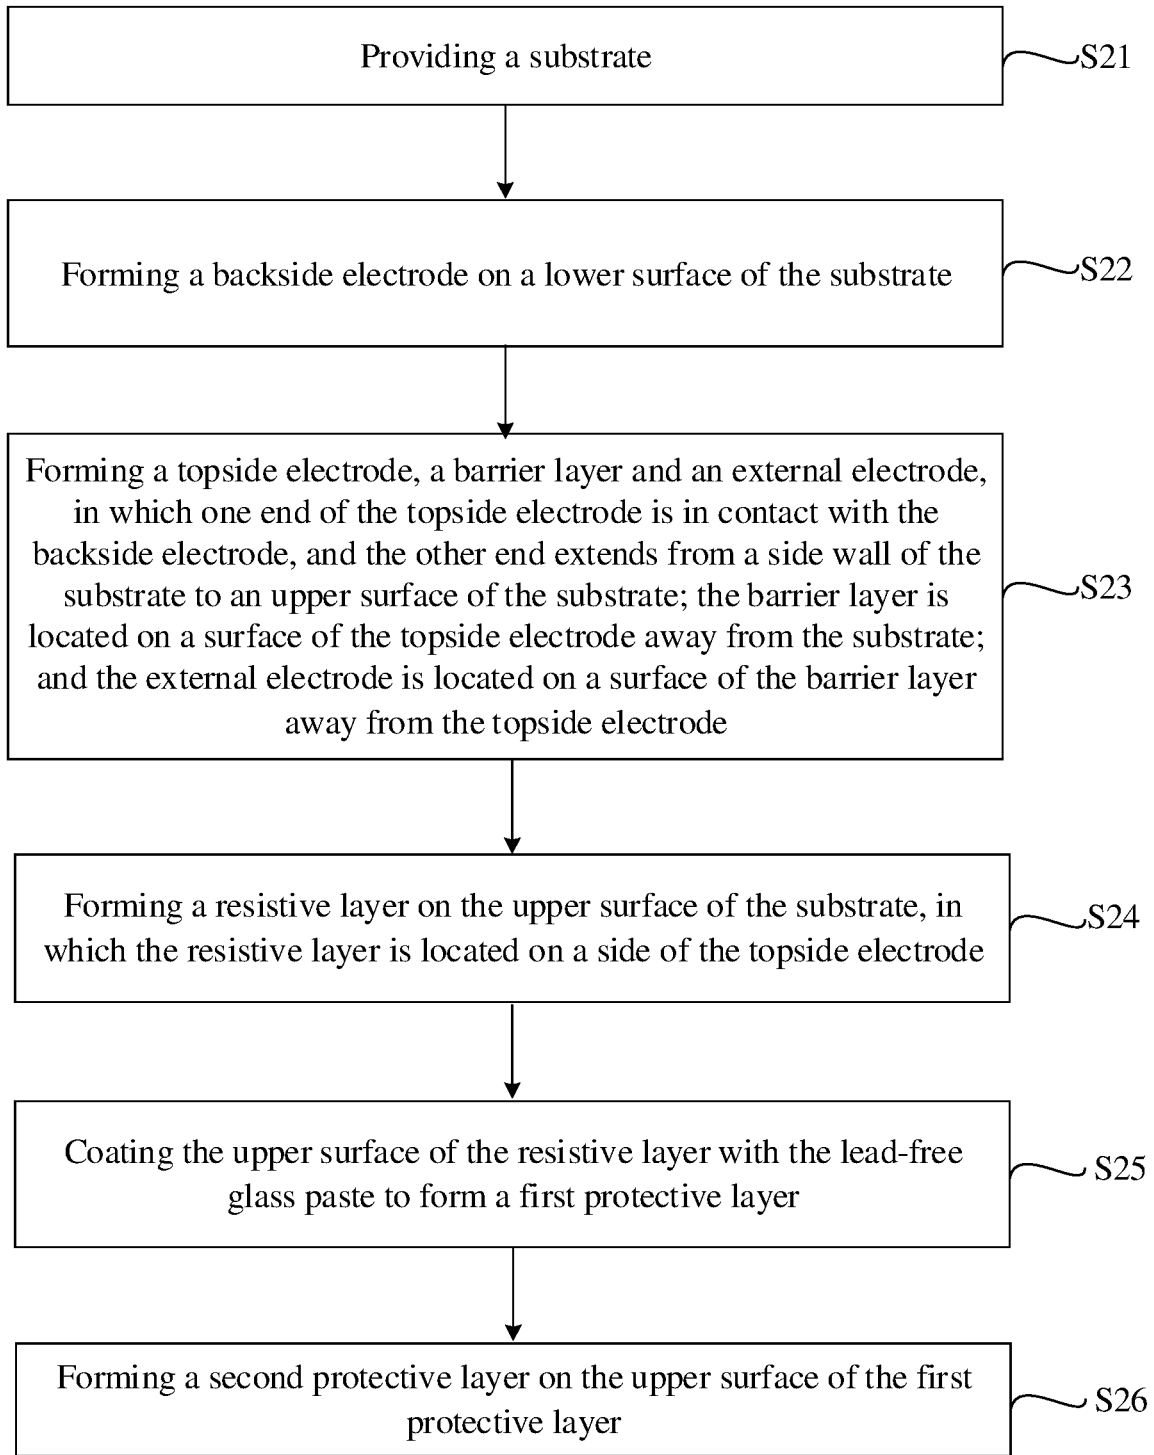 Providing a substrate
S21
Forming a backside electrode on a lower surface of the substrate
S22
Forming a topside electrode, a barrier layer and an external electrode,
in which one end of the topside electrode is in contact with the
backside electrode, and the other end extends from a side wall of the
substrate to an upper surface of the substrate; the barrier layer is
located on a surface of the topside electrode away from the substrate;
and the external electrode is located on a surface of the barrier layer
away from the topside electrode
S23
Forming a resistive layer on the upper surface of the substrate, in
which the resistive layer is located on a side of the topside electrode
S24
Coating the upper surface of the resistive layer with the lead-free
glass paste to form a first protective layer
S25
Forming a second protective layer on the upper surface of the first
protective layer
S26